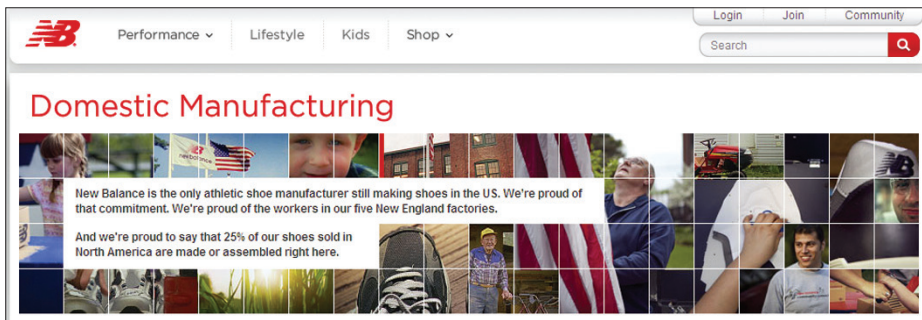 Login Join Community
NB
Performance Lifestyle Kids Shop
Search
Domestic Manufacturing
new balance
New Balance is the only athletic shoe manufacturer still making shoes in the US. We're proud of
that commitment. We're proud of the workers in our five New England factories.
And we're proud to say that 25% of our shoes sold in
North America are made or assembled right here.